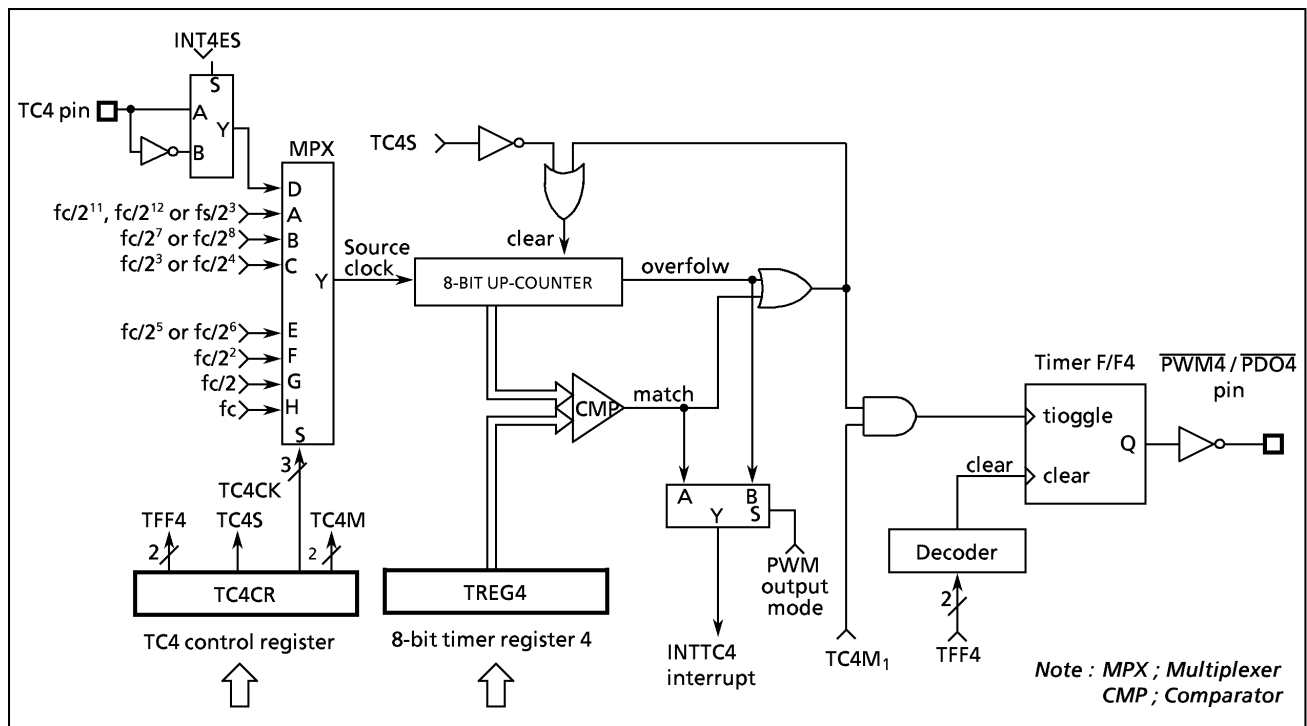 INT4ES
S
TC4 pin
A
Y
B
MPX
D
fc/2¹¹, fc/2¹² or fs/2³
A
fc/2⁷ or fc/2⁸
B
fc/2³ or fc/2⁴
C
Y
fc/2⁵ or fc/2⁶
E
fc/2²
F
fc/2
G
fc
H
S
3
TC4CK
Source
clock
TC4S
clear
8-BIT UP-COUNTER
overfolw
CMP
match
A
B
Y
S
PWM
output
mode
INTTC4
interrupt
TC4M₁
Timer F/F4
tioggle
Q
clear
clear
P̅W̅M̅4̅ / P̅D̅O̅4̅
pin
Decoder
2
TFF4
TFF4
TC4S
TC4M
2
2
TC4CR
TC4 control register
TREG4
8-bit timer register 4
Note : MPX ; Multiplexer
CMP ; Comparator